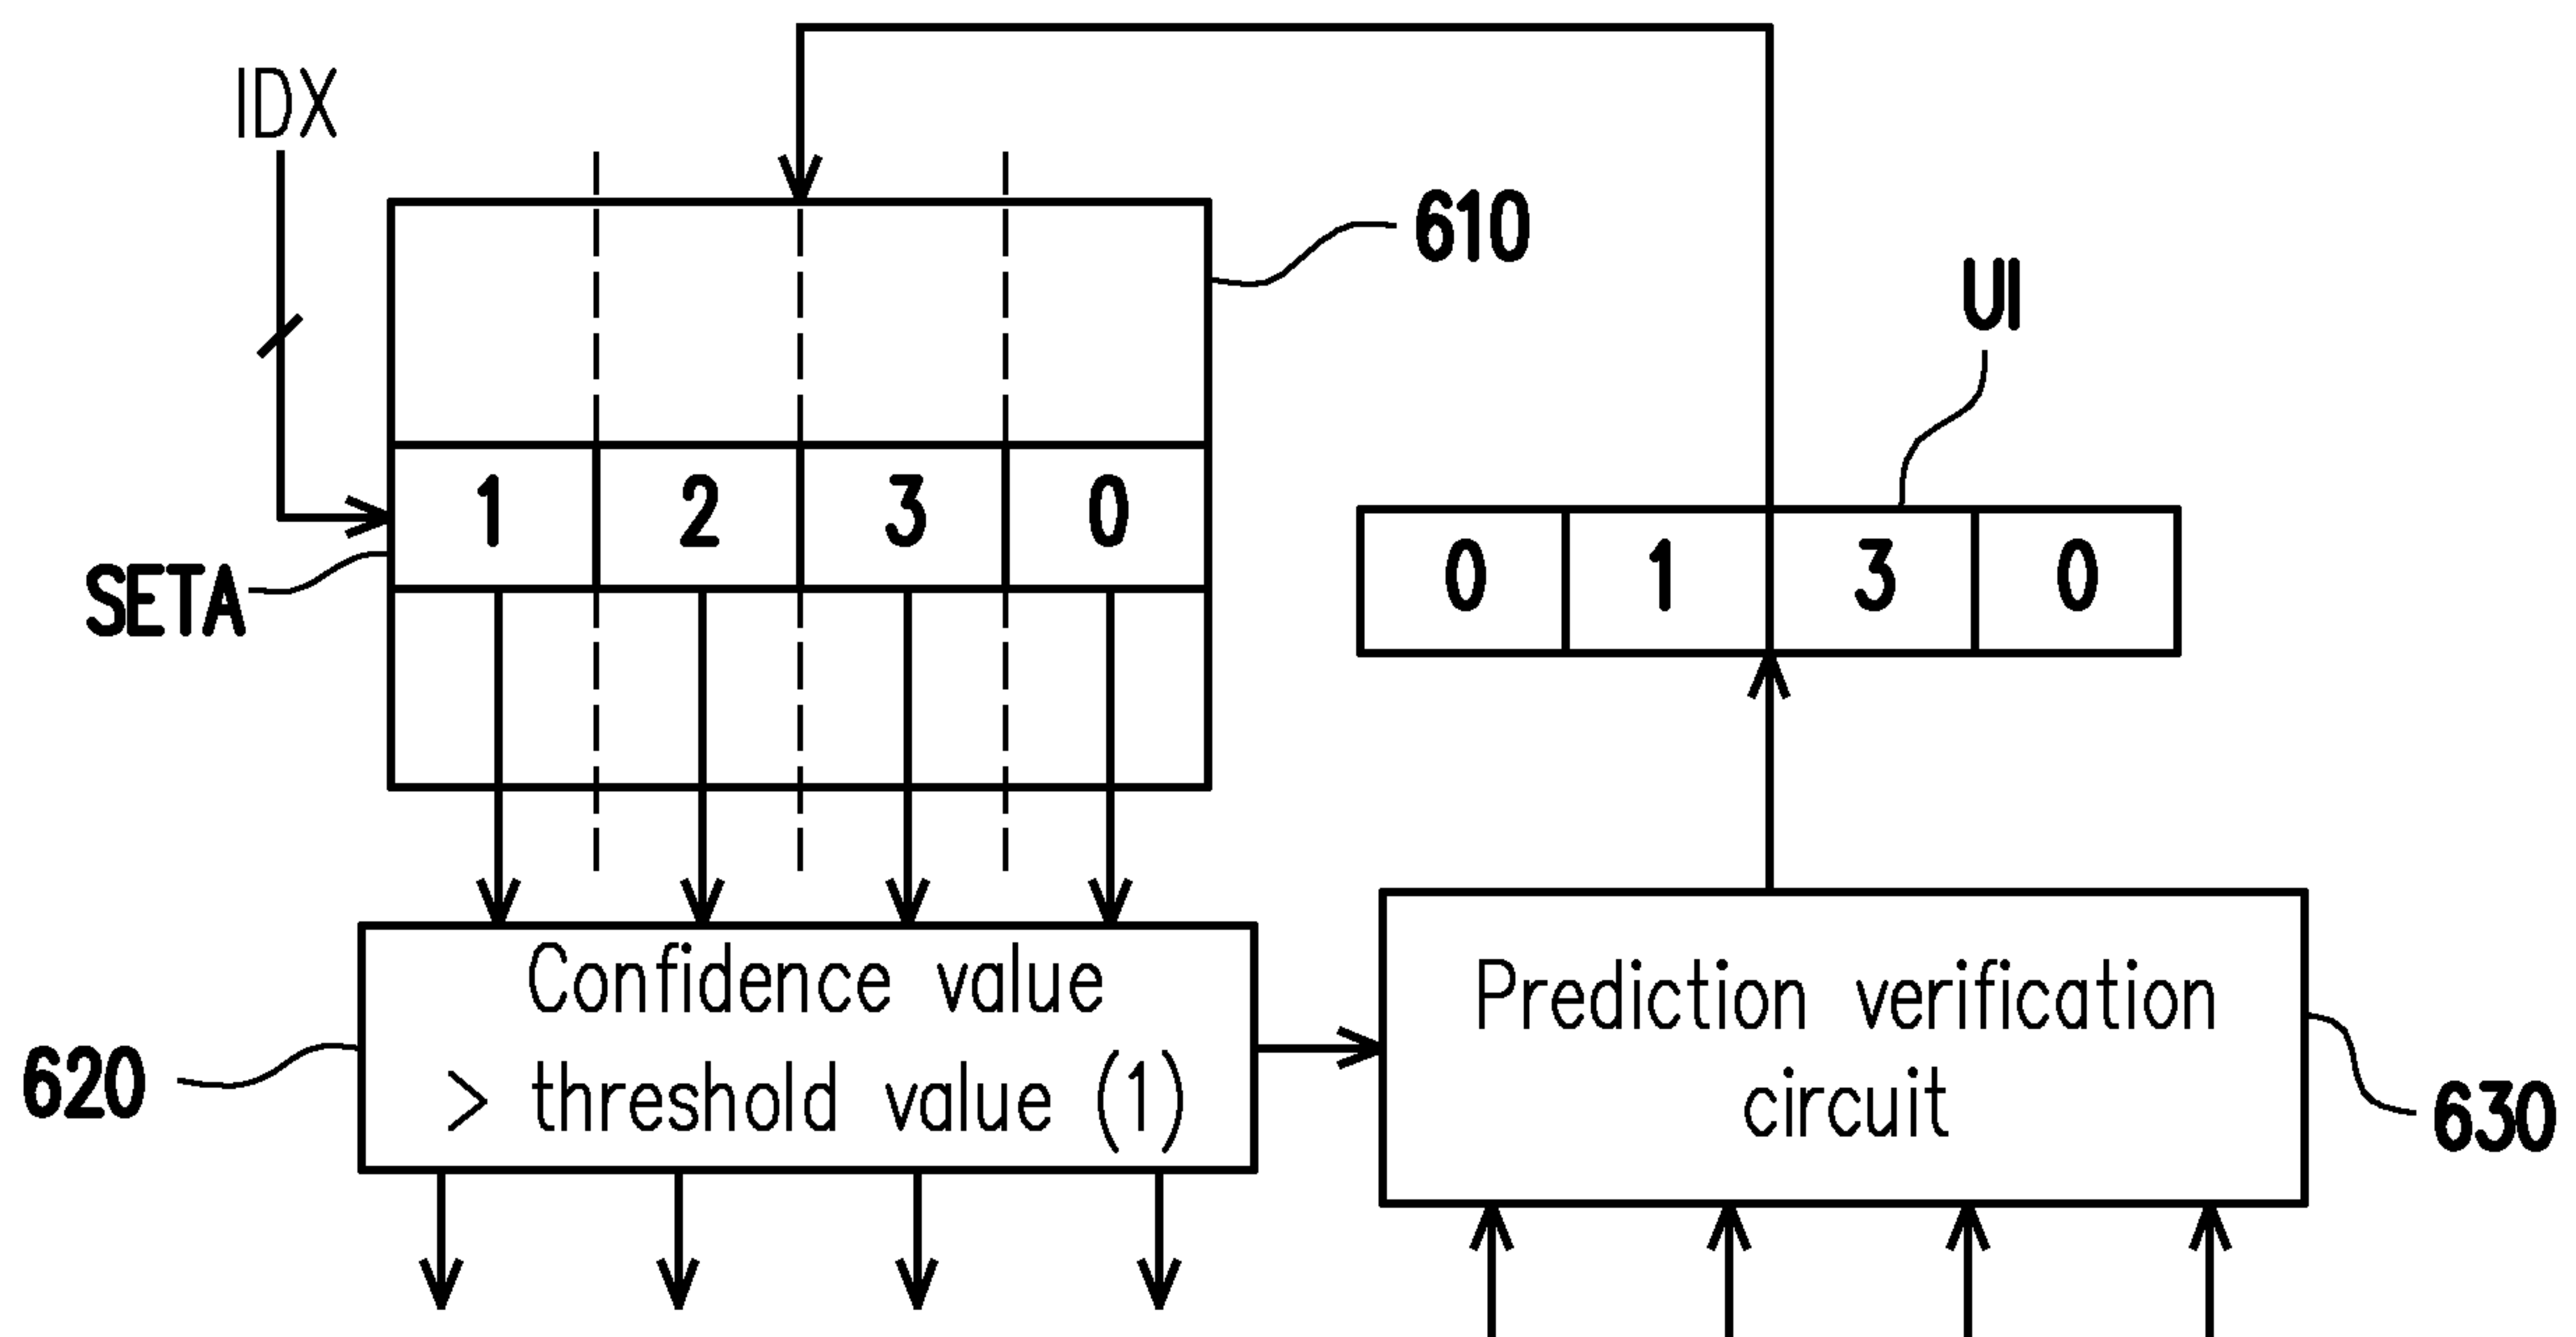 IDX
610
UI
1 2 3 0
0 1 3 0
SETA
Confidence value
> threshold value (1)
620
Prediction verification
circuit
630